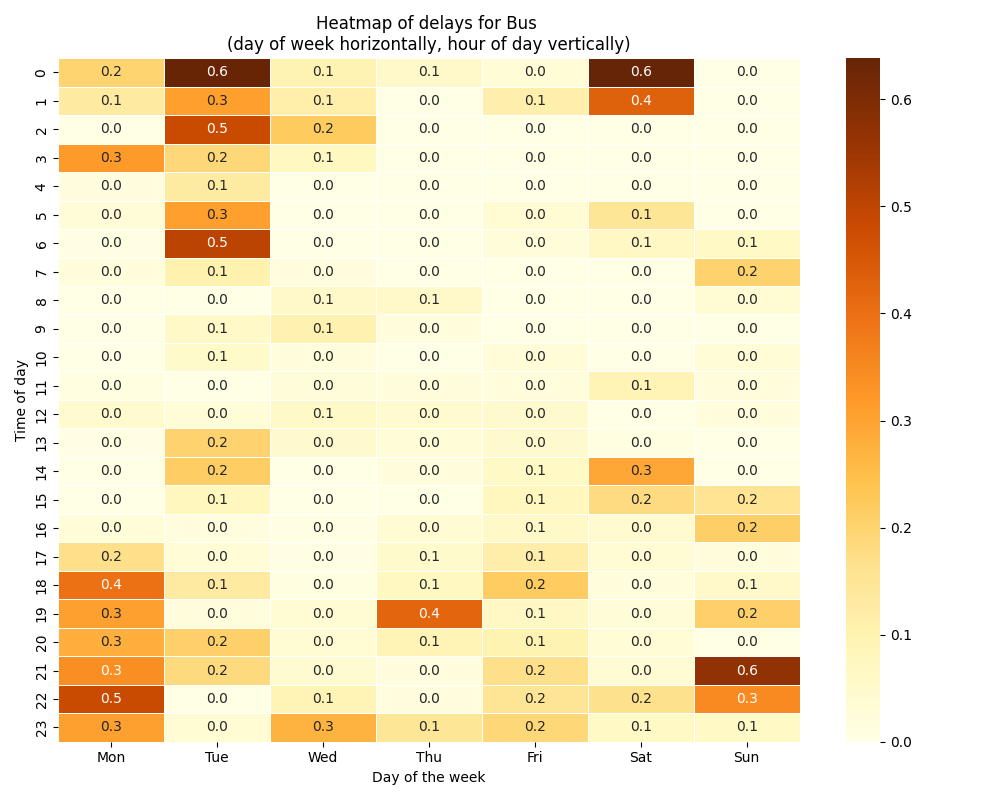 Heatmap of delays for Bus
(day of week horizontally, hour of day vertically)
0 0.2 0.6 0.1 0.1 0.0 0.6 0.0
1 0.1 0.3 0.1 0.0 0.1 0.4 0.0
2 0.0 0.5 0.2 0.0 0.0 0.0 0.0
3 0.3 0.2 0.1 0.0 0.0 0.0 0.0
4 0.0 0.1 0.0 0.0 0.0 0.0 0.0
5 0.0 0.3 0.0 0.0 0.0 0.1 0.0
6 0.0 0.5 0.0 0.0 0.0 0.1 0.1
7 0.0 0.1 0.0 0.0 0.0 0.0 0.2
8 0.0 0.0 0.1 0.1 0.0 0.0 0.0
9 0.0 0.1 0.1 0.0 0.0 0.0 0.0
10 0.0 0.1 0.0 0.0 0.0 0.0 0.0
11 0.0 0.0 0.0 0.0 0.0 0.1 0.0
12 0.0 0.0 0.1 0.0 0.0 0.0 0.0
13 0.0 0.2 0.0 0.0 0.0 0.0 0.0
14 0.0 0.2 0.0 0.0 0.1 0.3 0.0
15 0.0 0.1 0.0 0.0 0.1 0.2 0.2
16 0.0 0.0 0.0 0.0 0.1 0.0 0.2
17 0.2 0.0 0.0 0.1 0.1 0.0 0.0
18 0.4 0.1 0.0 0.1 0.2 0.0 0.1
19 0.3 0.0 0.0 0.4 0.1 0.0 0.2
20 0.3 0.2 0.0 0.1 0.1 0.0 0.0
21 0.3 0.2 0.0 0.0 0.2 0.0 0.6
22 0.5 0.0 0.1 0.0 0.2 0.2 0.3
23 0.3 0.0 0.3 0.1 0.2 0.1 0.1
Mon Tue Wed Thu Fri Sat Sun
Day of the week
Time of day
0.6
0.5
0.4
0.3
0.2
0.1
0.0